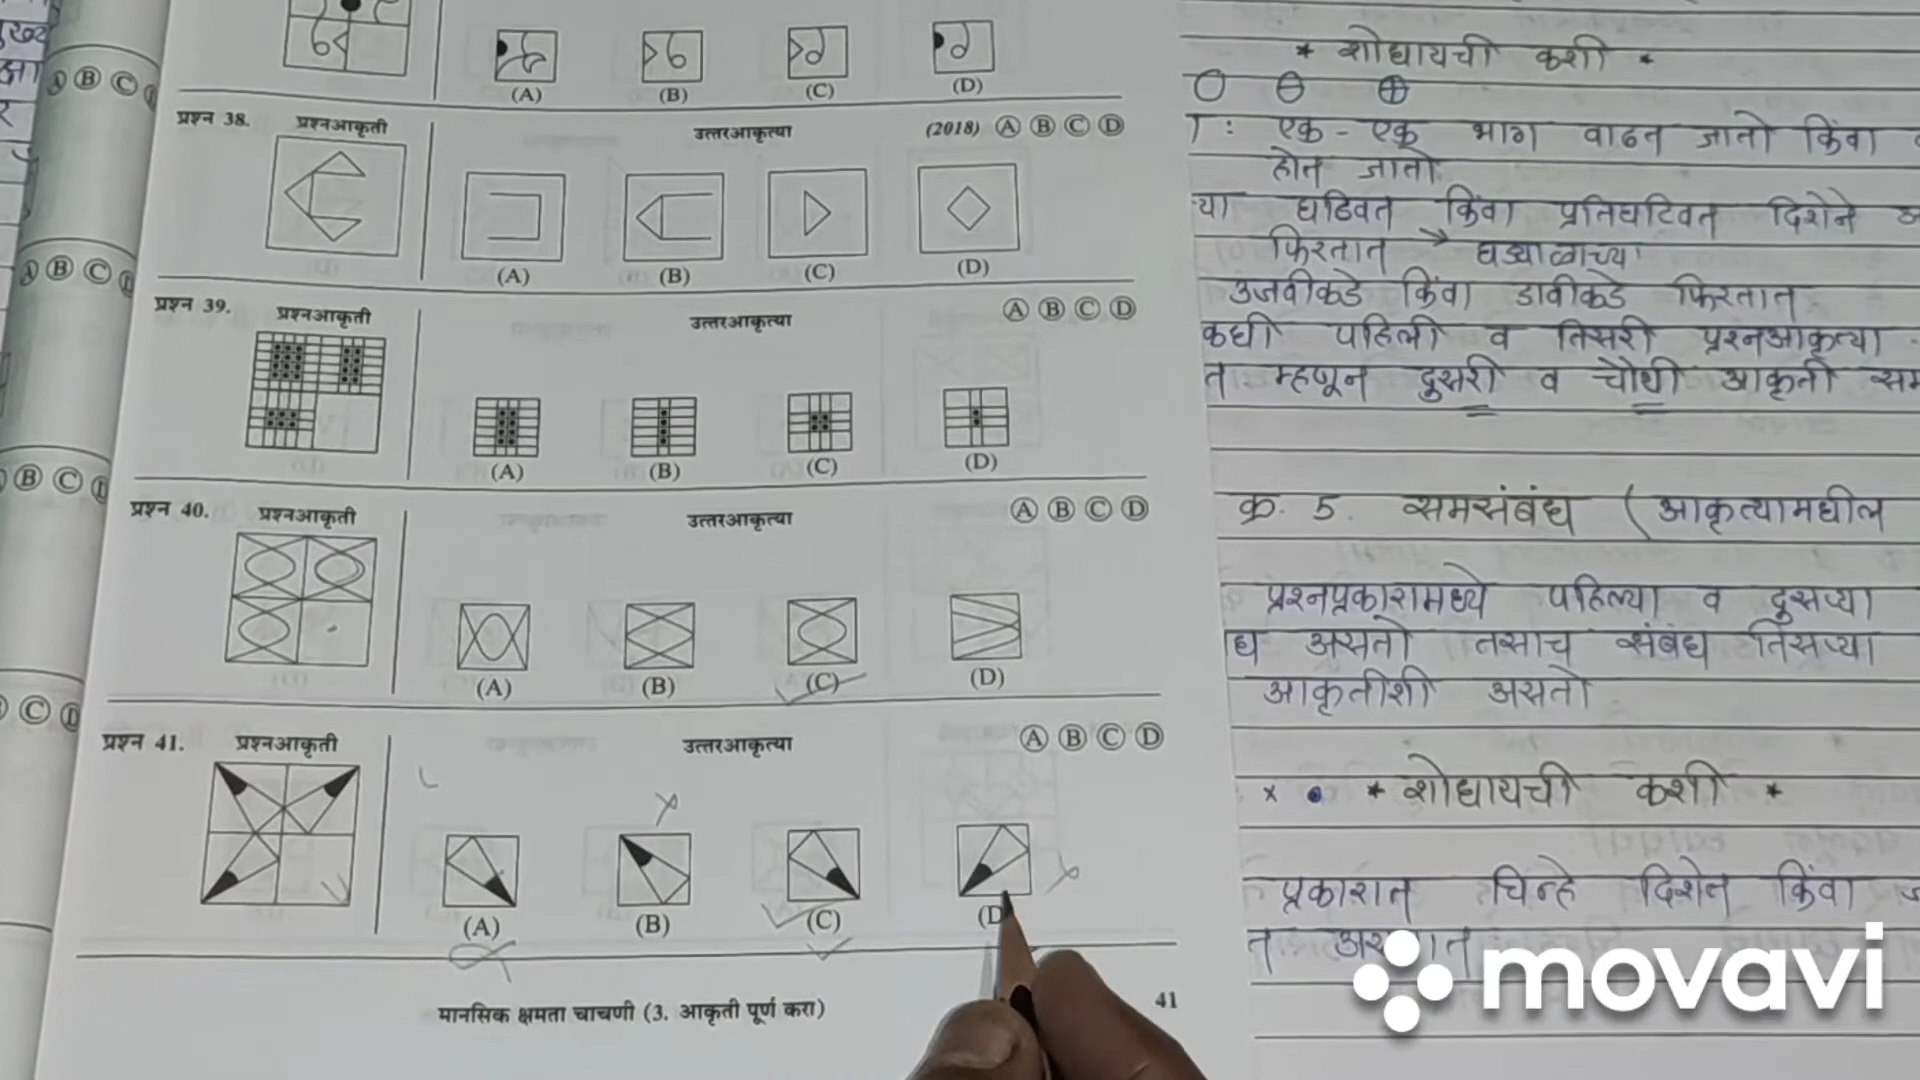 (A) (B) (C) (D)
प्रश्न 38. प्रश्नआकृती उत्तरआकृत्या (2018) Ⓐ Ⓑ Ⓒ Ⓓ
(A) (B) (C) (D)
प्रश्न 39. प्रश्नआकृती उत्तरआकृत्या Ⓐ Ⓑ Ⓒ Ⓓ
(A) (B) (C) (D)
प्रश्न 40. प्रश्नआकृती उत्तरआकृत्या Ⓐ Ⓑ Ⓒ Ⓓ
(A) (B) (C) (D)
प्रश्न 41. प्रश्नआकृती उत्तरआकृत्या Ⓐ Ⓑ Ⓒ Ⓓ
(A) (B) (C) (D
मानसिक क्षमता चाचणी (3. आकृती पूर्ण करा) 41
Ⓐ Ⓑ Ⓒ
Ⓑ Ⓒ
Ⓑ Ⓒ
Ⓒ
* शोधायची कशी *
: एक - एक भाग वाढत जातो किंवा
होत जातो
घटिवत किंवा प्रतिघटिवत दिशेने
फिरतात → घड्याळाच्या
उजवीकडे किंवा डावीकडे फिरतात
कधी पहिली व तिसरी प्रश्नआकृत्या
त म्हणून दुसरी व चौथी आकृती सम
क्र. 5. समसंबंध (आकृत्यामधील
प्रश्नप्रकारामध्ये पहिल्या व दुसऱ्या
ध असतो तसाच संबंध तिसऱ्या
आकृतीशी असतो
x • * शोधायची कशी *
प्रकारात चिन्हे दिशेने किंवा
movavi